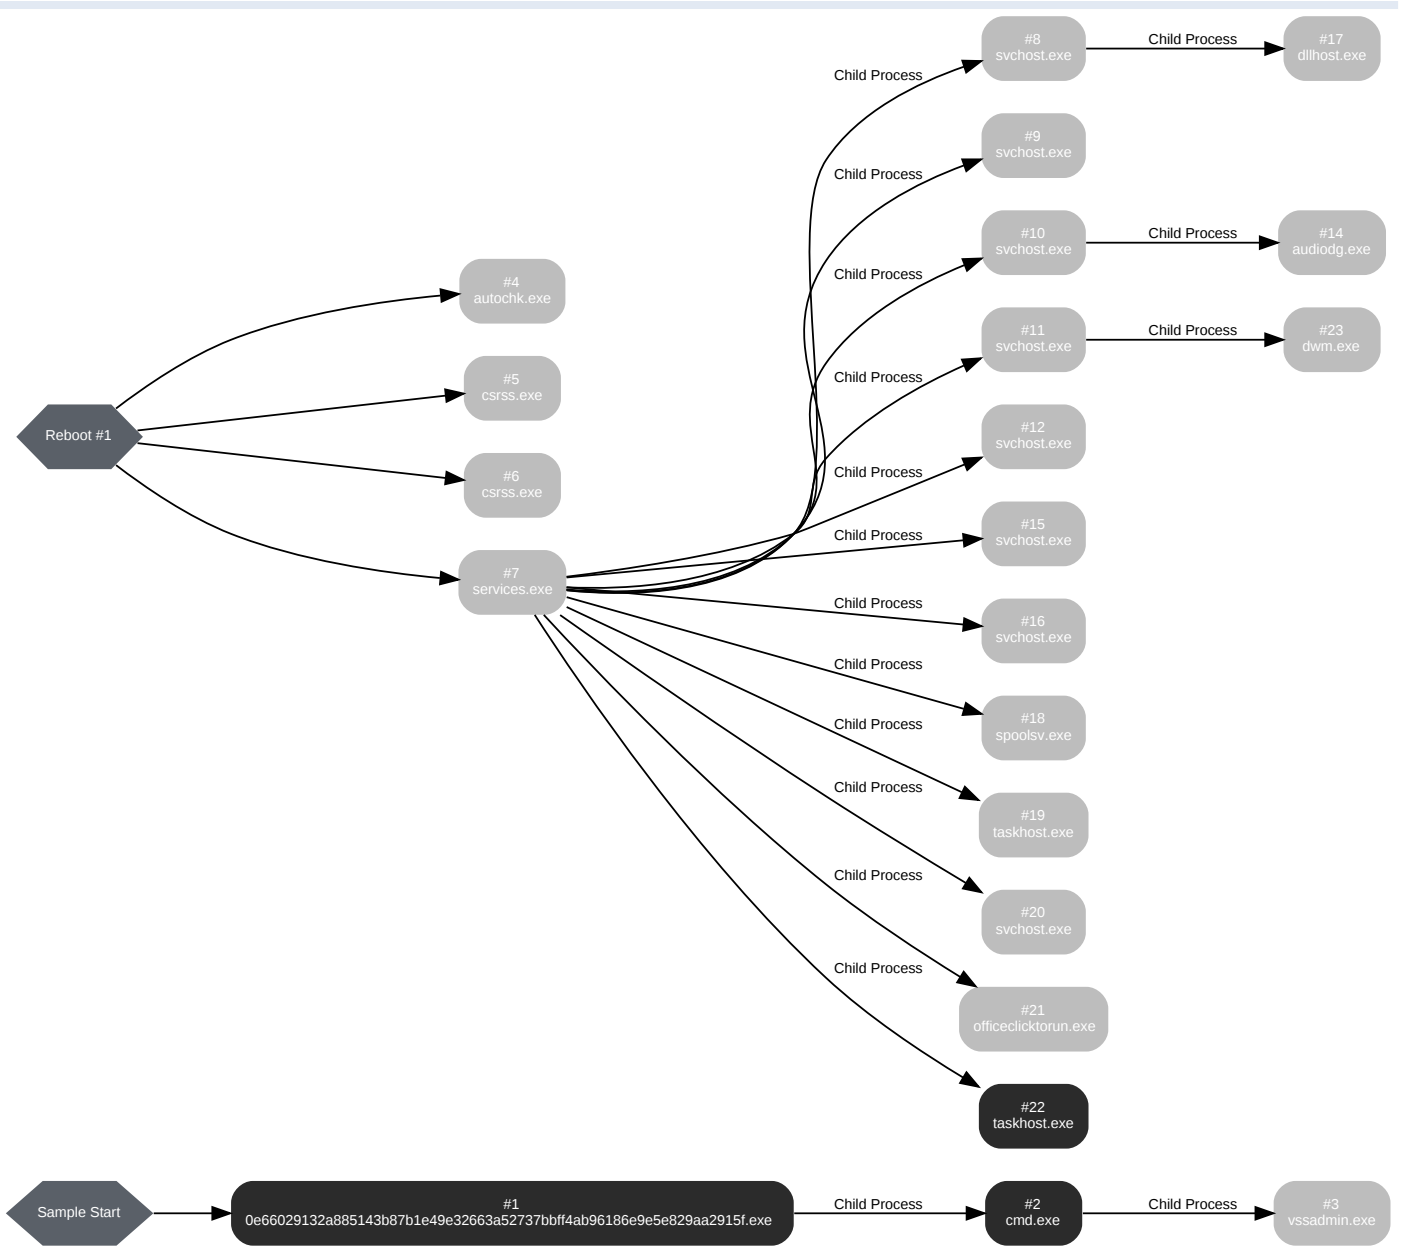 #8
svchost.exe
Child Process
#17
dllhost.exe
Child Process
#9
svchost.exe
Child Process
#10
svchost.exe
Child Process
#14
audiodg.exe
Child Process
#4
autochk.exe
#11
svchost.exe
Child Process
#23
dwm.exe
Child Process
#5
csrss.exe
Reboot #1
#12
svchost.exe
Child Process
#6
csrss.exe
#15
svchost.exe
Child Process
#7
services.exe
#16
svchost.exe
Child Process
#18
spoolsv.exe
Child Process
#19
taskhost.exe
Child Process
#20
svchost.exe
Child Process
#21
officeclicktorun.exe
Child Process
#22
taskhost.exe
Child Process
Sample Start
#1
0e66029132a885143b87b1e49e32663a52737bbff4ab96186e9e5e829aa2915f.exe
Child Process
#2
cmd.exe
Child Process
#3
vssadmin.exe